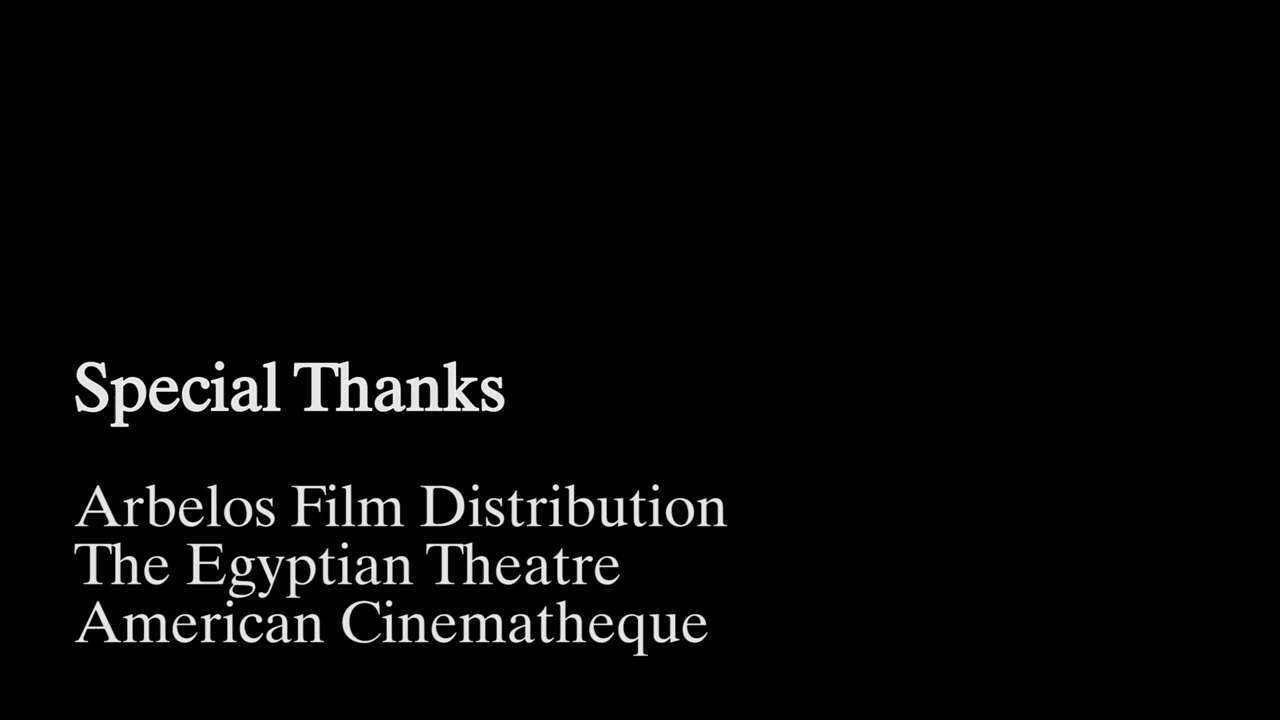 Special Thanks
Arbelos Film Distribution
The Egyptian Theatre
American Cinematheque